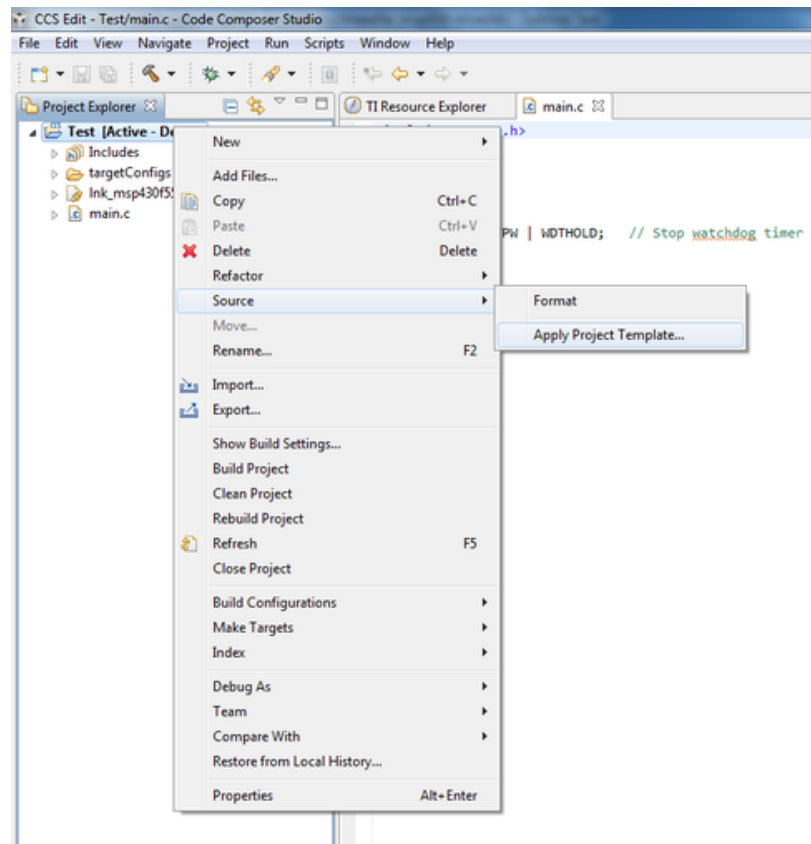 CCS Edit - Test/main.c - Code Composer Studio
File Edit View Navigate Project Run Scripts Window Help
Project Explorer
TI Resource Explorer
main.c
Test [Active - De
Includes
targetConfigs
lnk_msp430f55
main.c
.h>
PW | WDTHOLD; // Stop watchdog timer
New
Add Files...
Copy Ctrl+C
Paste Ctrl+V
Delete Delete
Refactor
Source
Move...
Rename... F2
Import...
Export...
Show Build Settings...
Build Project
Clean Project
Rebuild Project
Refresh F5
Close Project
Build Configurations
Make Targets
Index
Debug As
Team
Compare With
Restore from Local History...
Properties Alt+Enter
Format
Apply Project Template...